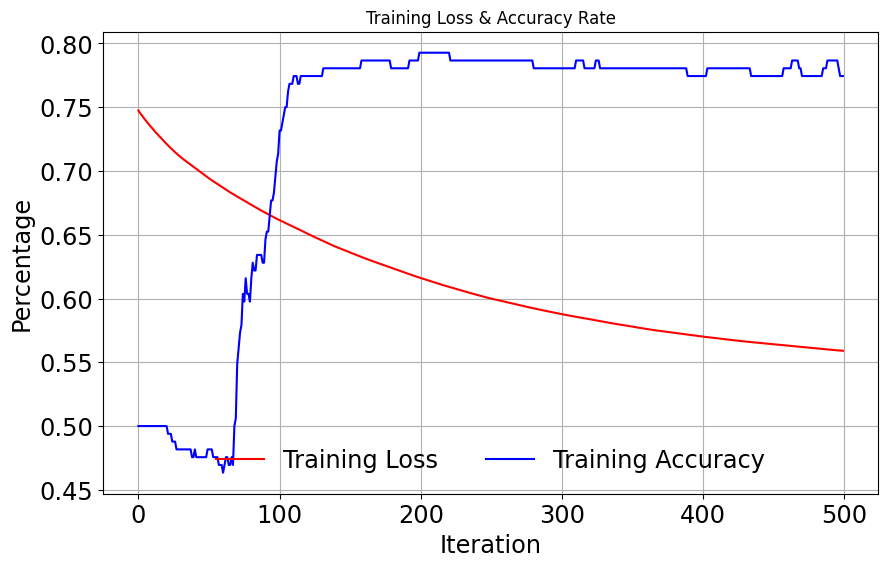 Training Loss & Accuracy Rate
0.80
0.75
0.70
0.65
0.60
0.55
0.50
0.45
Percentage
Training Loss
Training Accuracy
0 100 200 300 400 500
Iteration